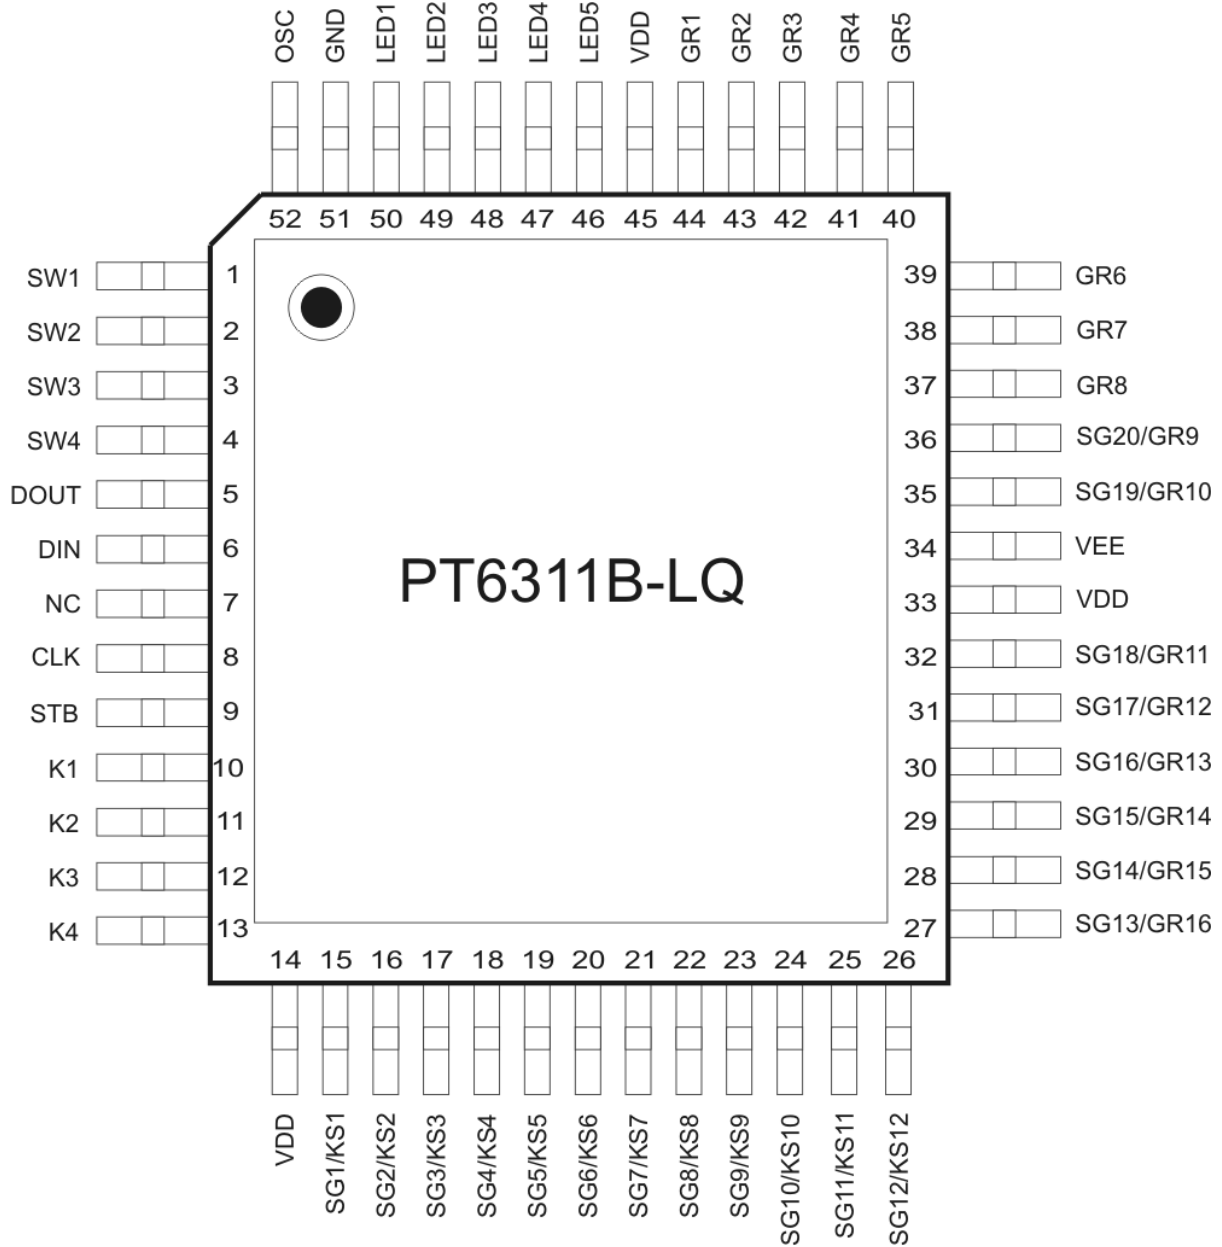 OSC GND LED1 LED2 LED3 LED4 LED5 VDD GR1 GR2 GR3 GR4 GR5
52 51 50 49 48 47 46 45 44 43 42 41 40
SW1 1 39 GR6
SW2 2 38 GR7
SW3 3 37 GR8
SW4 4 36 SG20/GR9
DOUT 5 35 SG19/GR10
DIN 6 34 VEE
PT6311B-LQ
NC 7 33 VDD
CLK 8 32 SG18/GR11
STB 9 31 SG17/GR12
K1 10 30 SG16/GR13
K2 11 29 SG15/GR14
K3 12 28 SG14/GR15
K4 13 27 SG13/GR16
14 15 16 17 18 19 20 21 22 23 24 25 26
VDD SG1/KS1 SG2/KS2 SG3/KS3 SG4/KS4 SG5/KS5 SG6/KS6 SG7/KS7 SG8/KS8 SG9/KS9 SG10/KS10 SG11/KS11 SG12/KS12